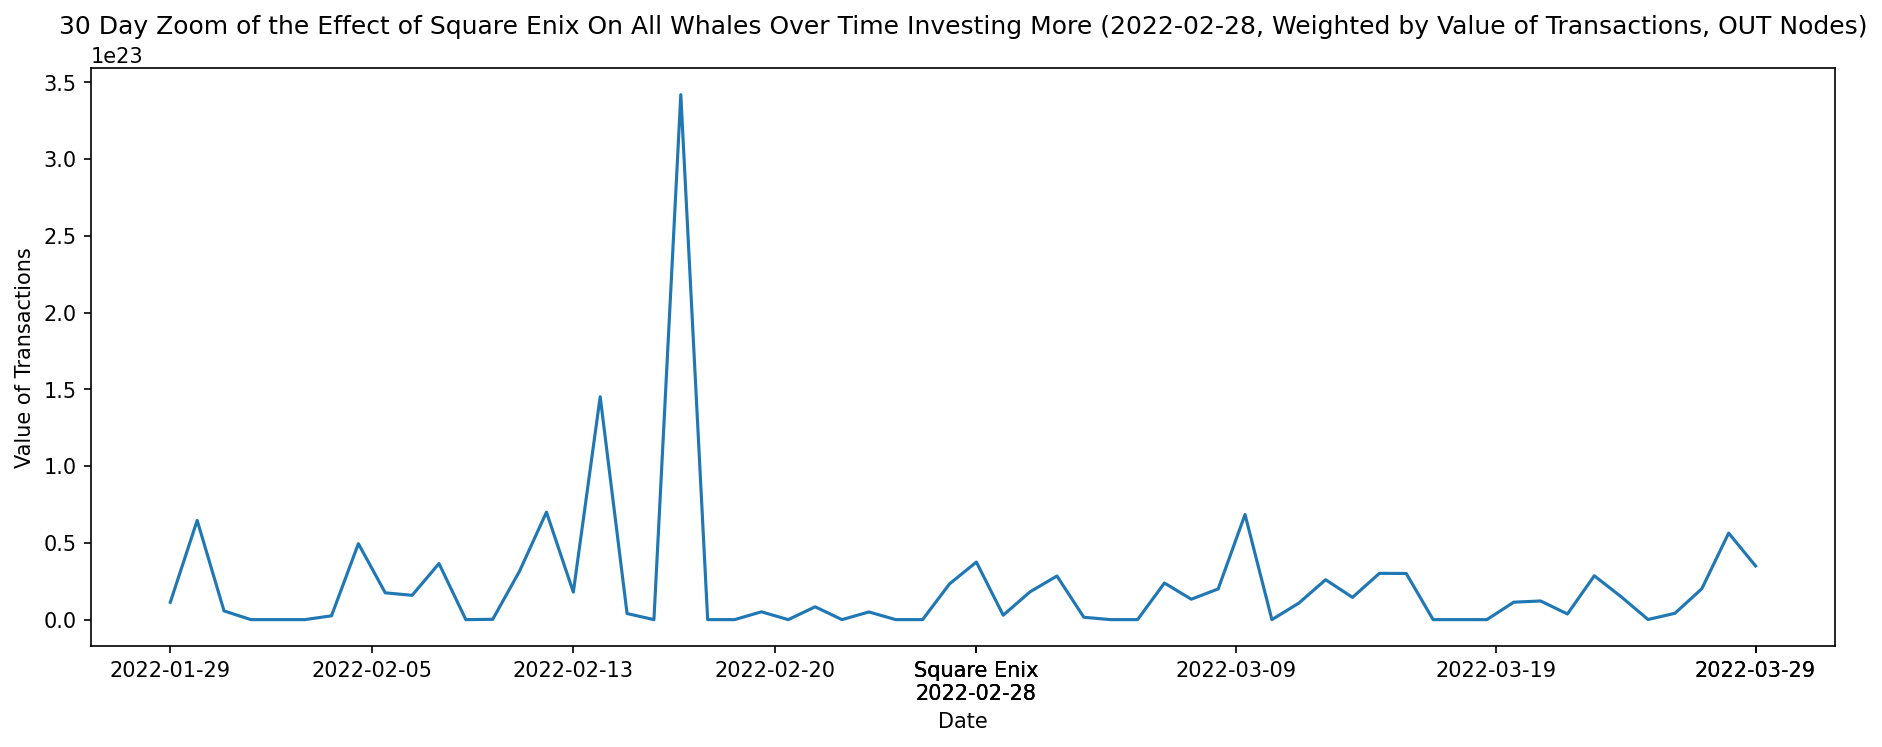 30 Day Zoom of the Effect of Square Enix On All Whales Over Time Investing More (2022-02-28, Weighted by Value of Transactions, OUT Nodes)
1e23
3.5
3.0
2.5
2.0
1.5
1.0
0.5
0.0
Value of Transactions
2022-01-29 2022-02-05 2022-02-13 2022-02-20 Square Enix 2022-03-09 2022-03-19 2022-03-29
2022-02-28
Date